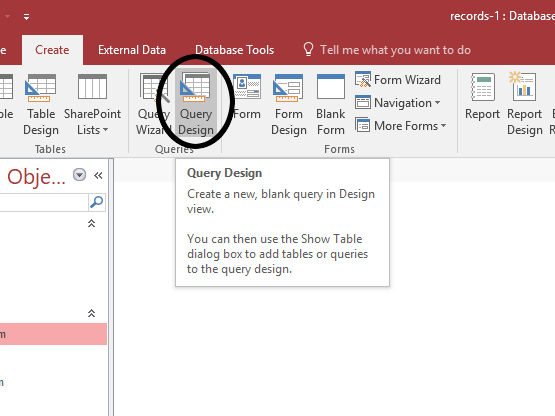 records-1 : Database
Create External Data Database Tools Tell me what you want to do
Table SharePoint Query Query Form Form Blank Form Wizard Report Report
Design Lists Wizard Design Design Form Navigation Design
More Forms
Tables Queries Forms
Obje...
Query Design
Create a new, blank query in Design
view.
You can then use the Show Table
dialog box to add tables or queries
to the query design.